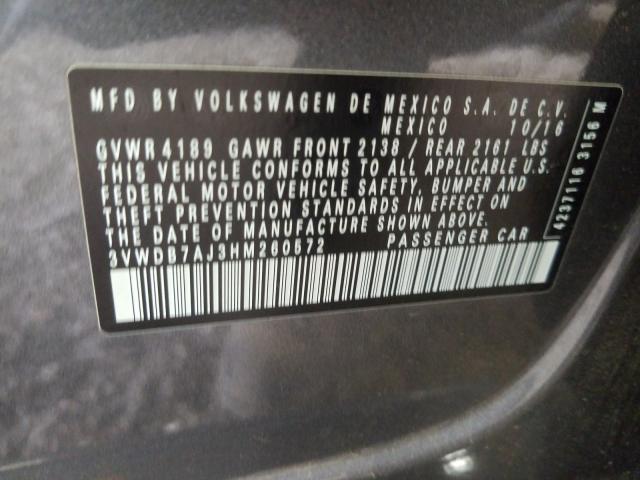 MFD BY VOLKSWAGEN DE MEXICO S.A. DE C.V.
MEXICO 10/16
GVWR 4189 GAWR FRONT 2138 / REAR 2161 LBS
THIS VEHICLE CONFORMS TO ALL APPLICABLE U.S.
FEDERAL MOTOR VEHICLE SAFETY, BUMPER AND
THEFT PREVENTION STANDARDS IN EFFECT ON
THE DATE OF MANUFACTURE SHOWN ABOVE.
3VWDB7AJ3HM260572 PASSENGER CAR
4237116 3156 M